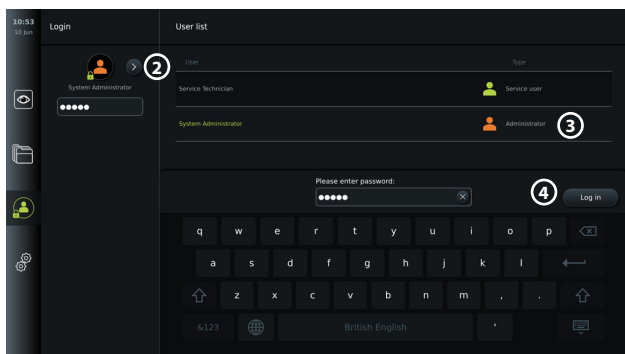 10:53
10 Jun
Login
User list
2
User
Type
System Administrator
Service Technician
Service user
System Administrator
Administrator
3
Please enter password:
4
Log in
q w e r t y u i o p
a s d f g h j k l
z x c v b n m , .
&123
British English
'